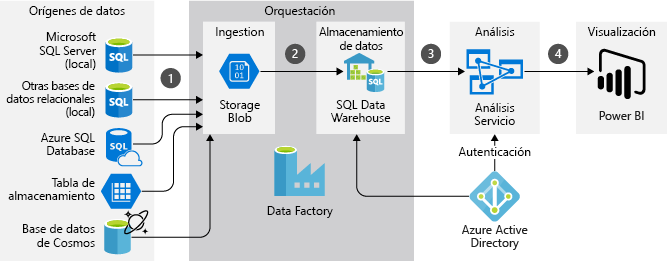 Orígenes de datos
Microsoft
SQL Server
(local)
SQL
Otras bases de
datos relacionales
(local)
SQL
Azure SQL
Database
SQL
Tabla de
almacenamiento
Base de datos
de Cosmos
1
Orquestación
Ingestion
10
01
Storage
Blob
2
Almacenamiento
de datos
SQL
SQL Data
Warehouse
Data Factory
3
Análisis
Análisis
Servicio
Autenticación
Azure Active
Directory
4
Visualización
Power BI